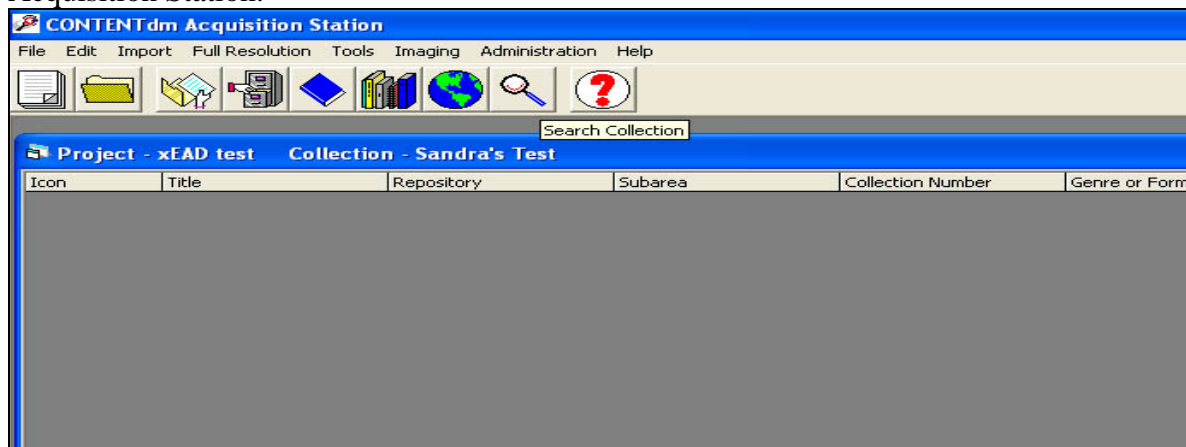 CONTENTdm Acquisition Station
File Edit Import Full Resolution Tools Imaging Administration Help
Search Collection
Project - xEAD test Collection - Sandra's Test
Icon Title Repository Subarea Collection Number Genre or Form